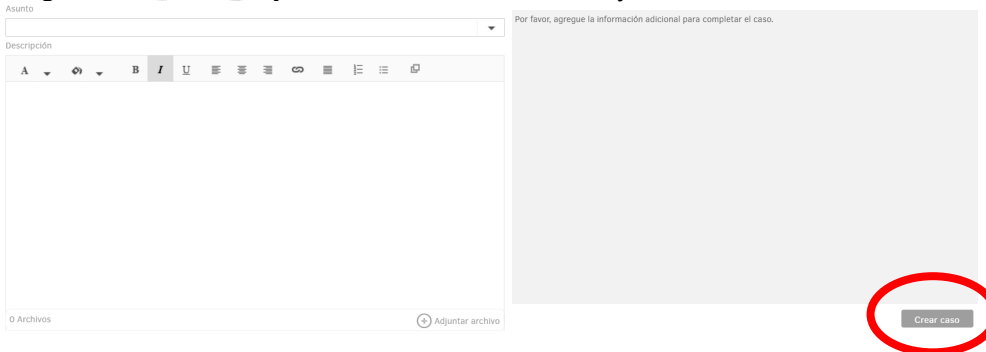 Asunto
Por favor, agregue la información adicional para completar el caso.
Descripción
A B I U
0 Archivos
Adjuntar archivo
Crear caso